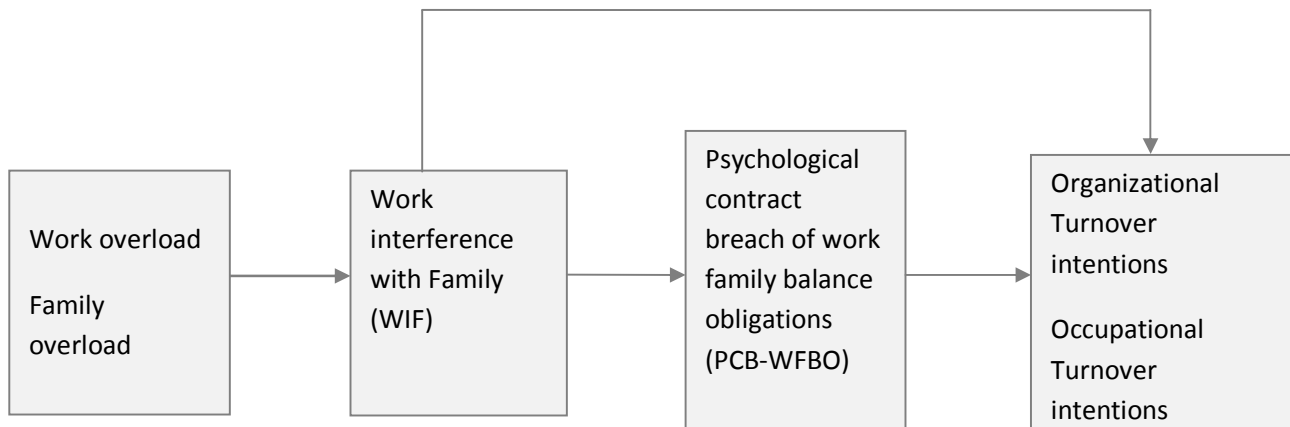 Work overload
Family
overload
Work
interference
with Family
(WIF)
Psychological
contract
breach of work
family balance
obligations
(PCB-WFBO)
Organizational
Turnover
intentions
Occupational
Turnover
intentions